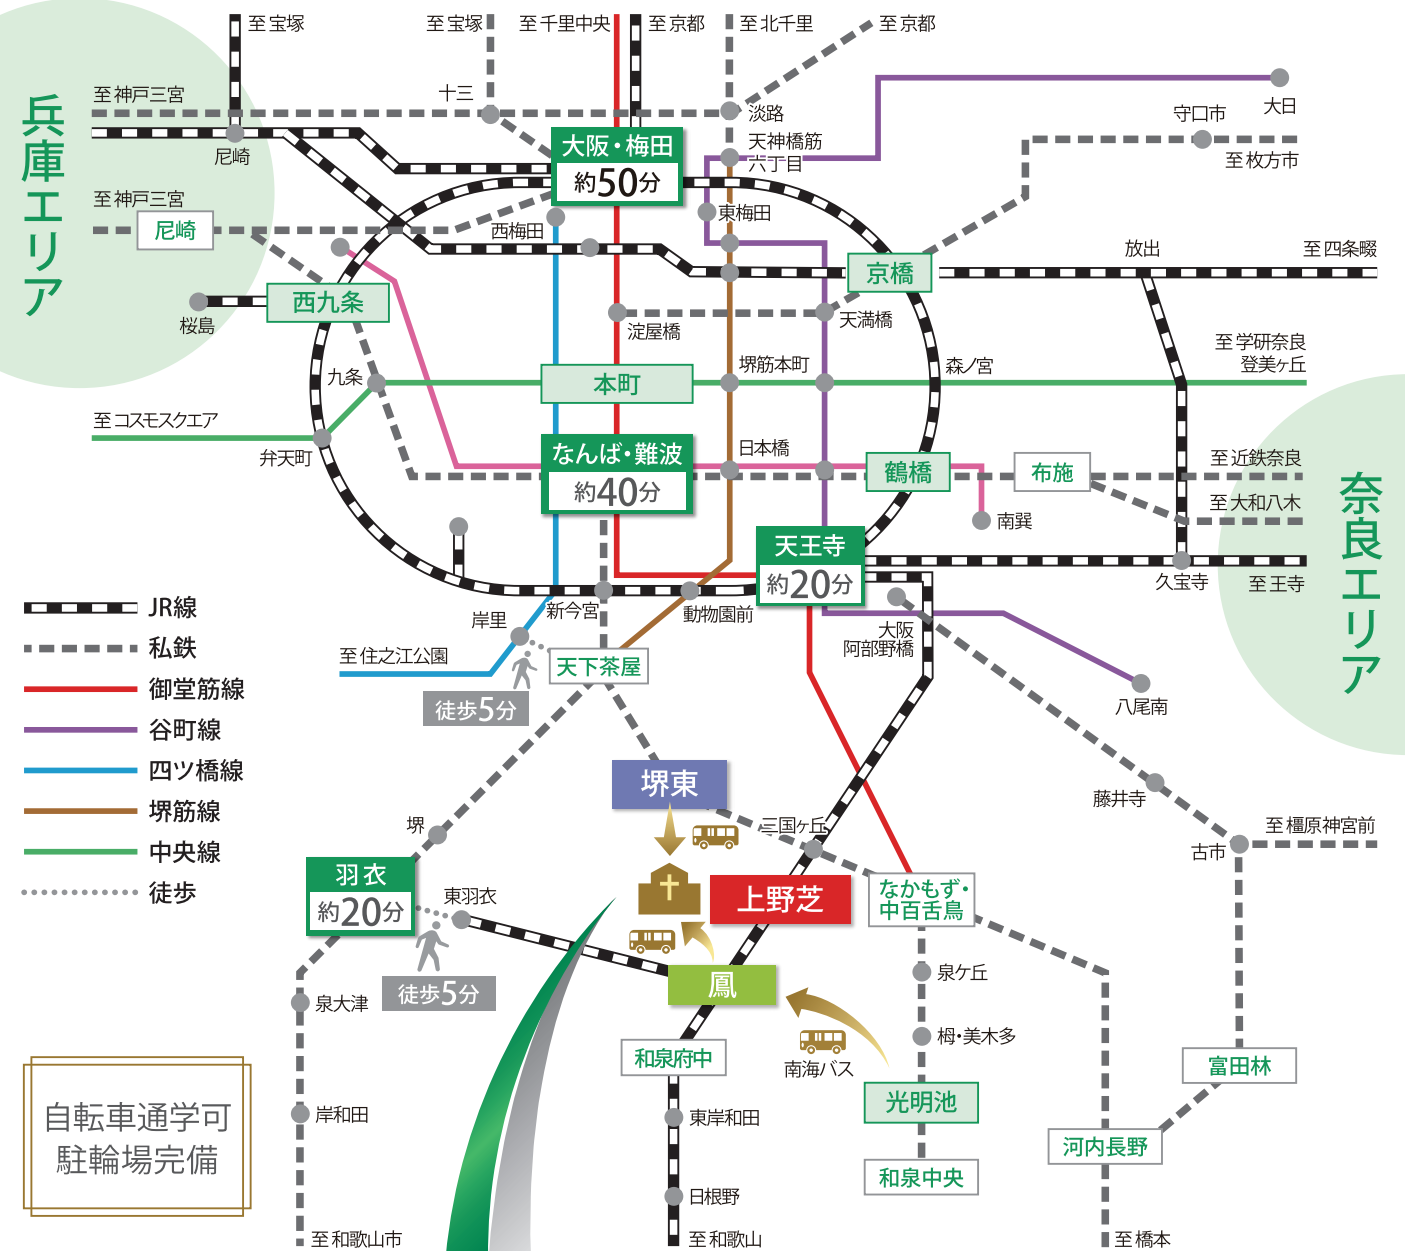 至宝塚
至宝塚
至千里中央
至京都
至北千里
至京都
至神戸三宮
十三
淡路
大日
守口市
兵庫エリア
尼崎
大阪・梅田
約50分
天神橋筋
六丁目
至枚方市
至神戸三宮
尼崎
西梅田
東梅田
放出
至四条畷
京橋
西九条
桜島
淀屋橋
天満橋
至学研奈良
登美ヶ丘
九条
本町
堺筋本町
森ノ宮
至コスモスクエア
弁天町
なんば・難波
約40分
日本橋
鶴橋
布施
至近鉄奈良
至大和八木
奈良エリア
南巽
天王寺
約20分
久宝寺
至王寺
JR線
私鉄
御堂筋線
谷町線
四ツ橋線
堺筋線
中央線
徒歩
岸里
新今宮
動物園前
大阪
阿部野橋
至住之江公園
天下茶屋
徒歩5分
八尾南
堺東
藤井寺
堺
三国ヶ丘
古市
至橿原神宮前
羽衣
約20分
東羽衣
上野芝
なかもず・
中百舌鳥
徒歩5分
鳳
泉ケ丘
泉大津
栂・美木多
和泉府中
南海バス
富田林
光明池
自転車通学可
駐輪場完備
岸和田
東岸和田
河内長野
和泉中央
日根野
至和歌山市
至和歌山
至橋本